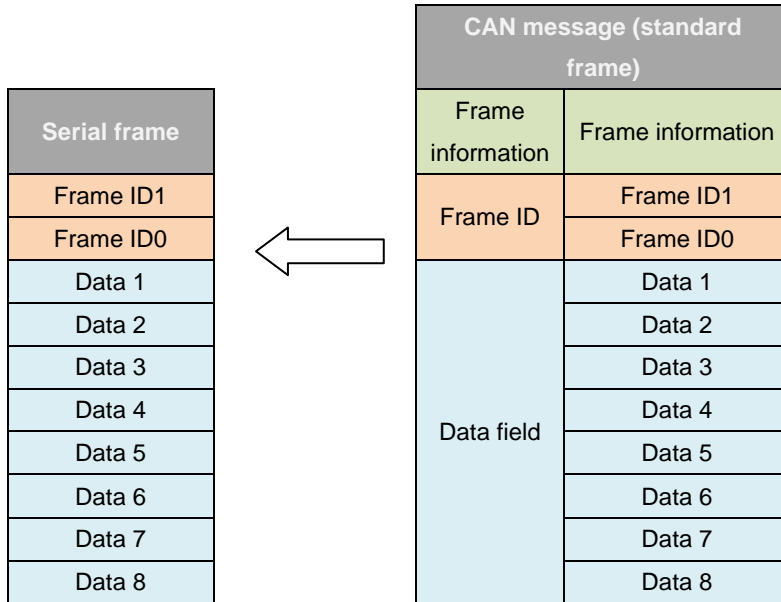 Serial frame
Frame ID1
Frame ID0
Data 1
Data 2
Data 3
Data 4
Data 5
Data 6
Data 7
Data 8
CAN message (standard
frame)
Frame
information
Frame information
Frame ID
Frame ID1
Frame ID0
Data field
Data 1
Data 2
Data 3
Data 4
Data 5
Data 6
Data 7
Data 8